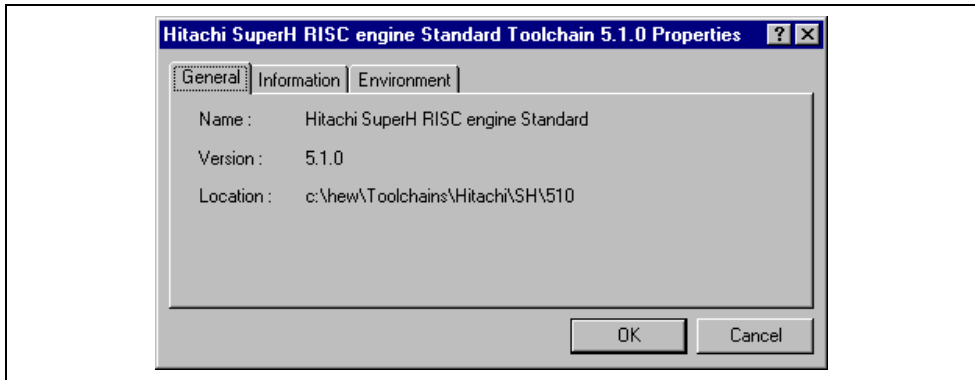 Hitachi SuperH RISC engine Standard Toolchain 5.1.0 Properties
General Information Environment
Name : Hitachi SuperH RISC engine Standard
Version : 5.1.0
Location : c:\hew\Toolchains\Hitachi\SH\510
OK Cancel